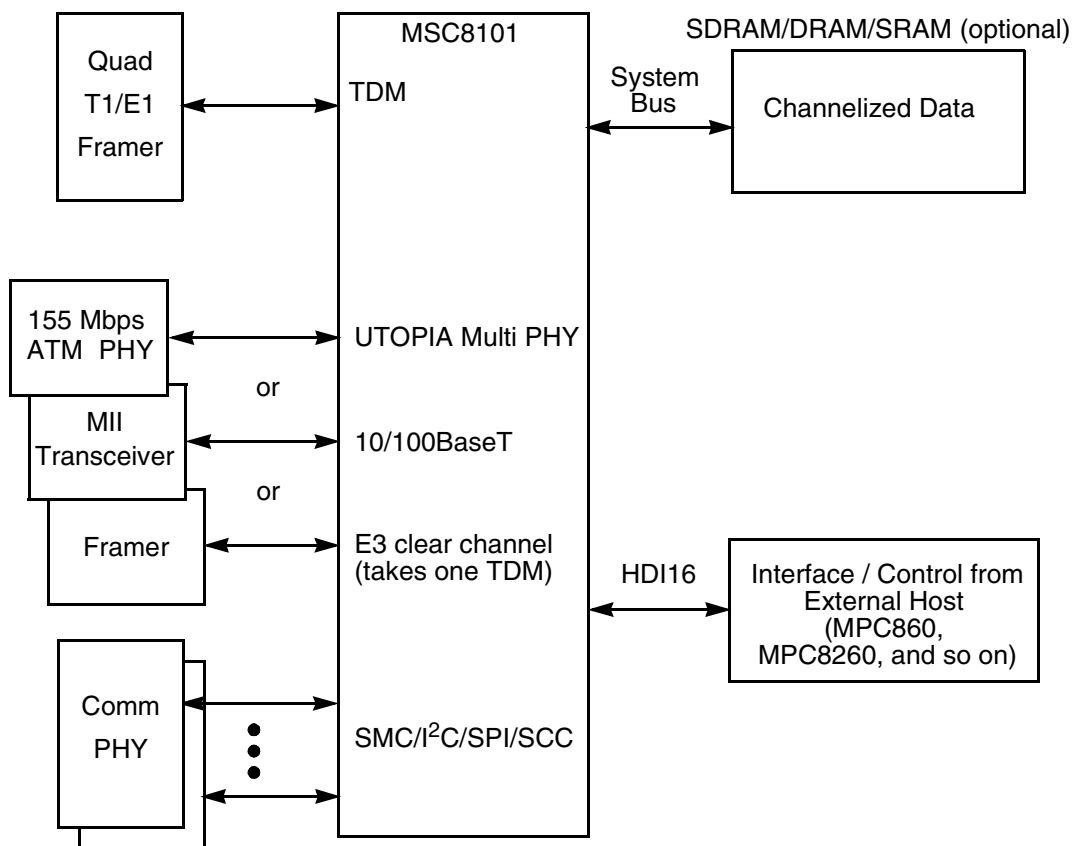 MSC8101
SDRAM/DRAM/SRAM (optional)
Quad
T1/E1
Framer
TDM
System
Bus
Channelized Data
155 Mbps
ATM PHY
UTOPIA Multi PHY
or
MII
Transceiver
10/100BaseT
or
Framer
E3 clear channel
(takes one TDM)
HDI16
Interface / Control from
External Host
(MPC860,
MPC8260, and so on)
Comm
PHY
SMC/I²C/SPI/SCC